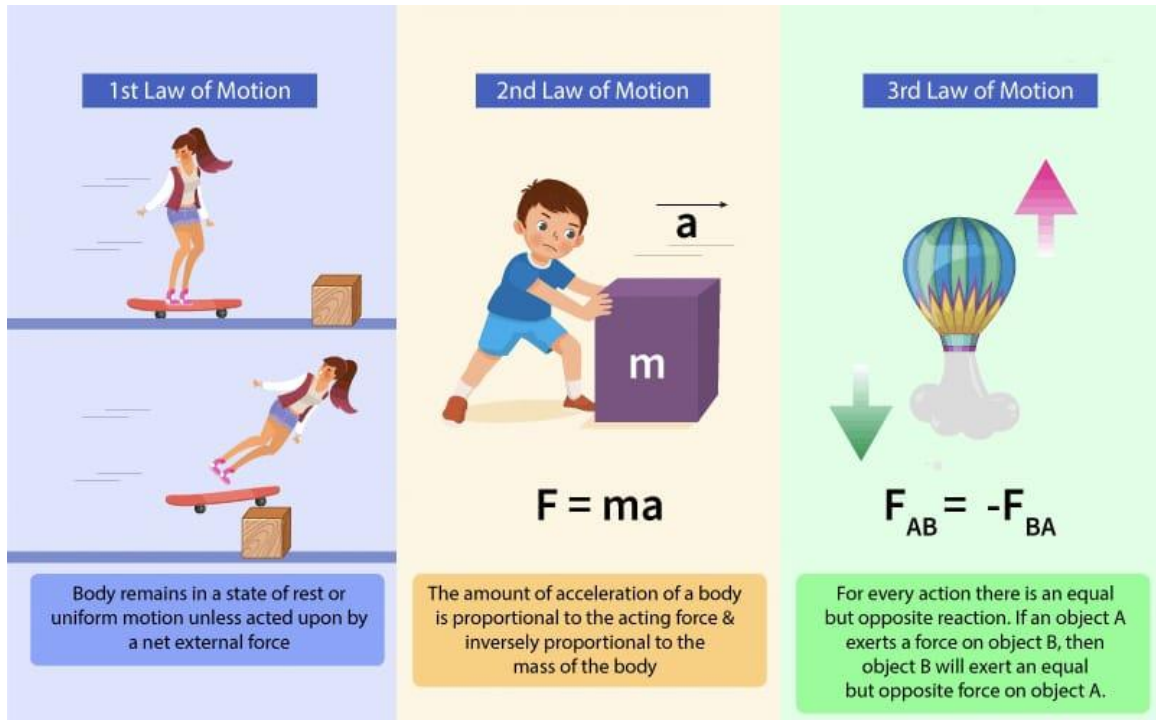 1st Law of Motion
Body remains in a state of rest or
uniform motion unless acted upon by
a net external force
2nd Law of Motion
a
m
F = ma
The amount of acceleration of a body
is proportional to the acting force &
inversely proportional to the
mass of the body
3rd Law of Motion
F_AB = -F_BA
For every action there is an equal
but opposite reaction. If an object A
exerts a force on object B, then
object B will exert an equal
but opposite force on object A.